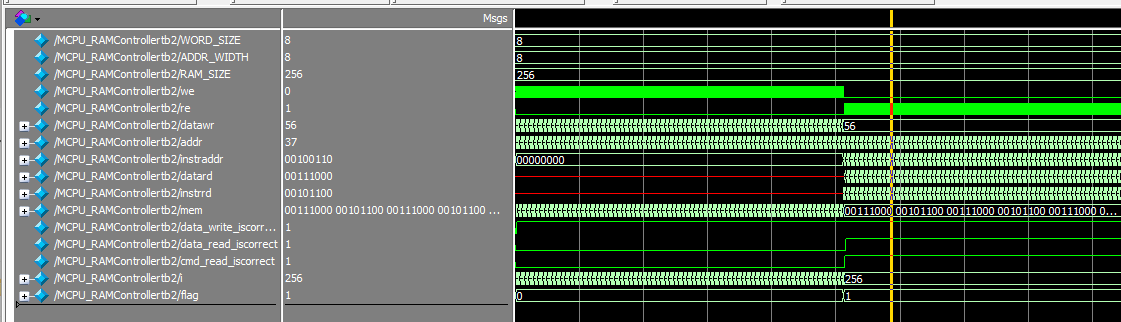 Msgs
/MCPU_RAMControllertb2/WORD_SIZE 8 8
/MCPU_RAMControllertb2/ADDR_WIDTH 8 8
/MCPU_RAMControllertb2/RAM_SIZE 256 256
/MCPU_RAMControllertb2/we 0
/MCPU_RAMControllertb2/re 1
/MCPU_RAMControllertb2/datawr 56 56
/MCPU_RAMControllertb2/addr 37
/MCPU_RAMControllertb2/instraddr 00100110 00000000
/MCPU_RAMControllertb2/datard 00111000
/MCPU_RAMControllertb2/instrrd 00101100
/MCPU_RAMControllertb2/mem 00111000 00101100 00111000 00101100 ... 00111000 00101100 00111000 00101100 00111000 0...
/MCPU_RAMControllertb2/data_write_iscorr... 1
/MCPU_RAMControllertb2/data_read_iscorrect 1
/MCPU_RAMControllertb2/cmd_read_iscorrect 1
/MCPU_RAMControllertb2/i 256 256
/MCPU_RAMControllertb2/flag 1 0 1